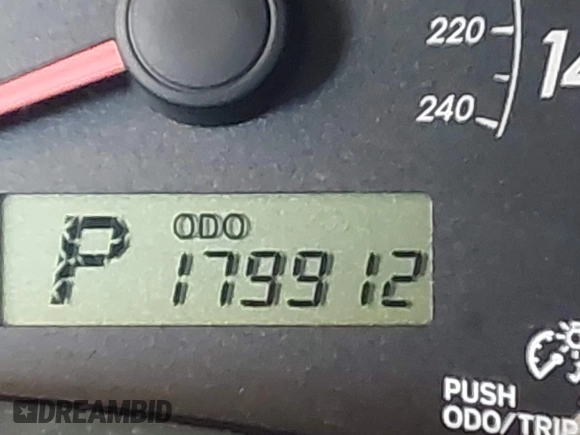 220
240
14
ODO
P 179912
PUSH
ODO/TRIP
DREAMBID